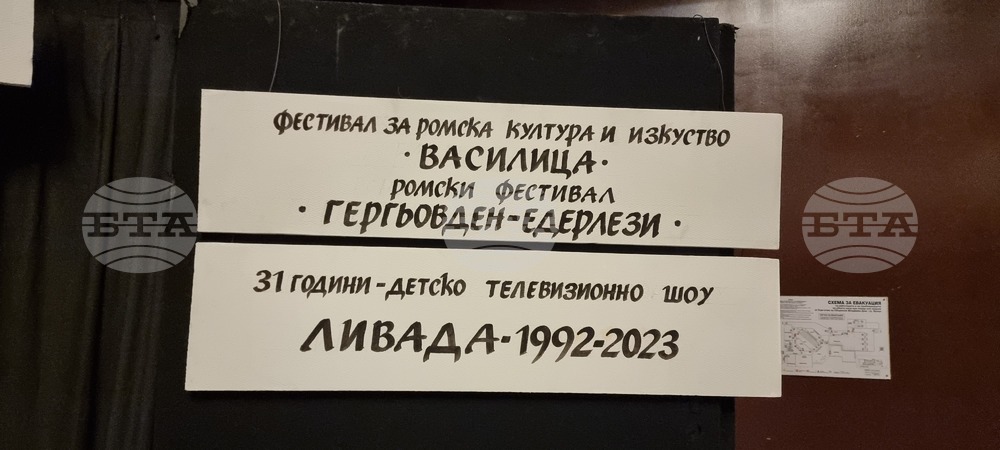 ФЕСТИВАЛ ЗА РОМСКА КУЛТУРА И ИЗКУСТВО
· ВАСИЛИЦА ·
РОМСКИ ФЕСТИВАЛ
· ГЕРГЬОВДЕН-ЕДЕРЛЕЗИ ·
31 ГОДИНИ - ДЕТСКО ТЕЛЕВИЗИОННО ШОУ
ЛИВАДА - 1992-2023
СХЕМА ЗА ЕВАКУАЦИЯ
БТА
БТА